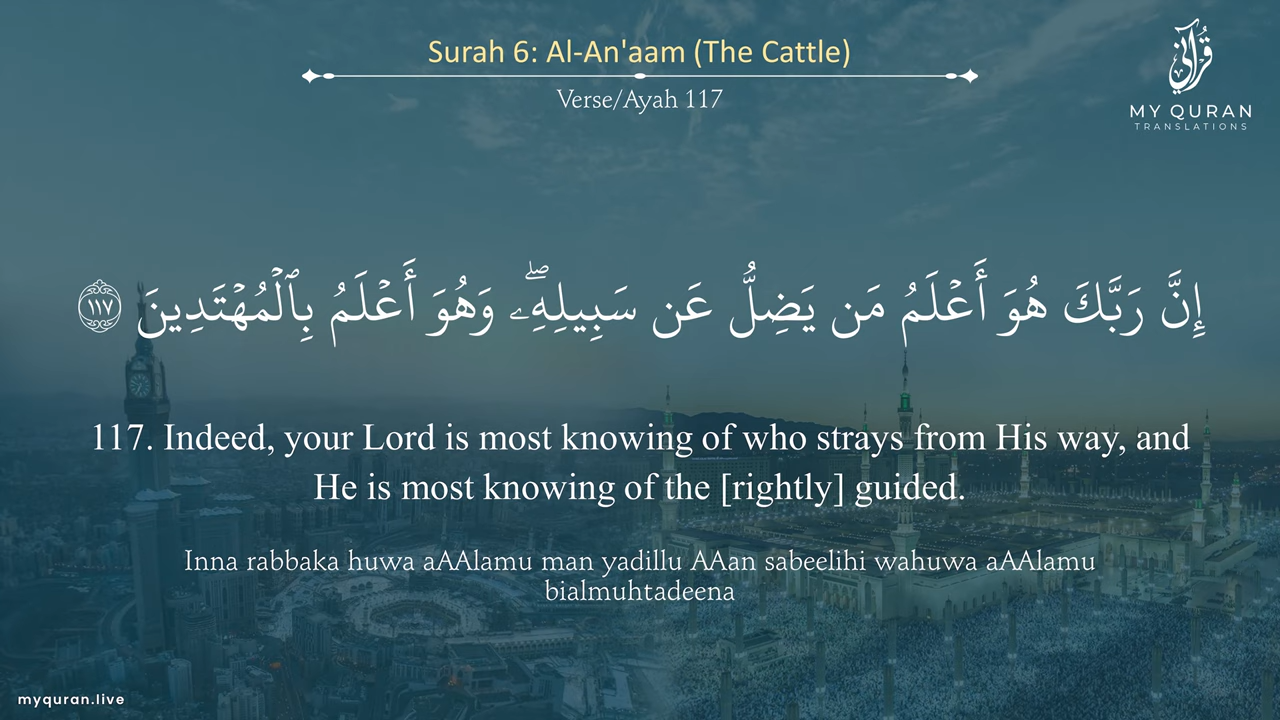 Surah 6: Al-An'aam (The Cattle)
Verse/Ayah 117
قرآني
MY QURAN
TRANSLATIONS
إِنَّ رَبَّكَ هُوَ أَعۡلَمُ مَن يَضِلُّ عَن سَبِيلِهِۦۖ وَهُوَ أَعۡلَمُ بِٱلۡمُهۡتَدِينَ ١١٧
117. Indeed, your Lord is most knowing of who strays from His way, and
He is most knowing of the [rightly] guided.
Inna rabbaka huwa aAAlamu man yadillu AAan sabeelihi wahuwa aAAlamu
bialmuhtadeena
myquran.live